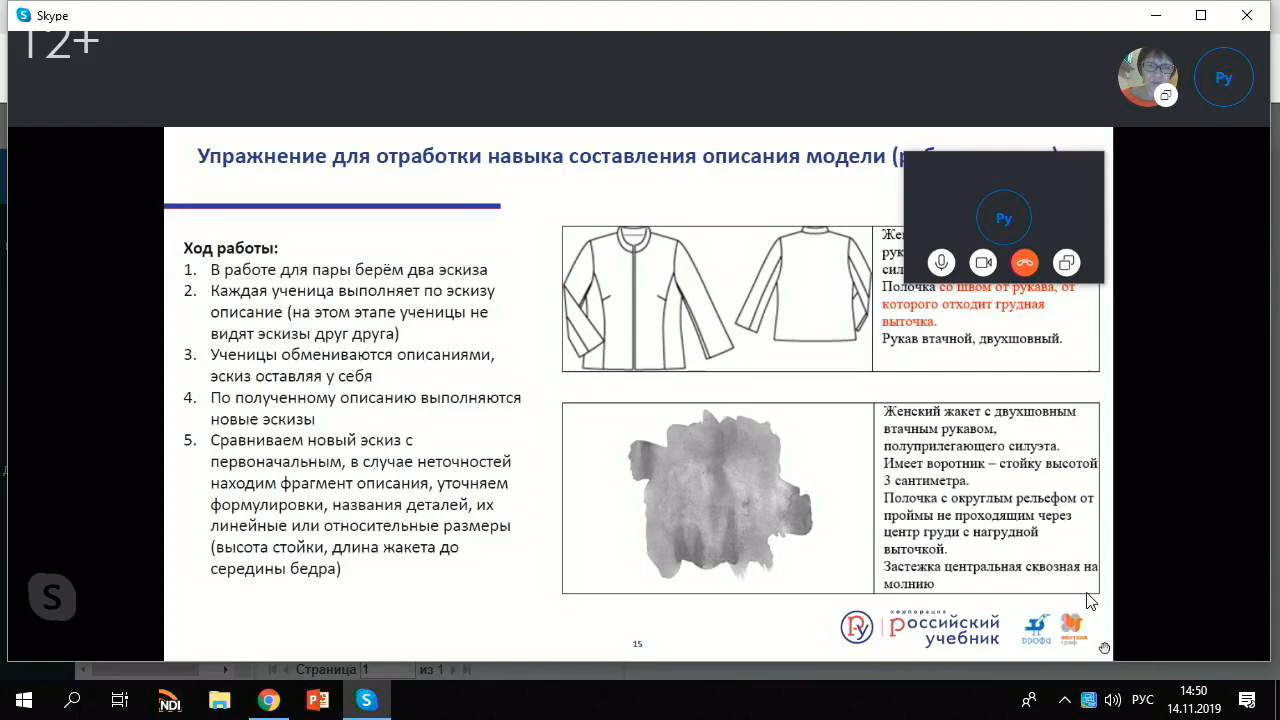 Skype
12+
Ру
Упражнение для отработки навыка составления описания модели
Ру
Ход работы:
1. В работе для пары берём два эскиза
2. Каждая ученица выполняет по эскизу
описание (на этом этапе ученицы не
видят эскизы друг друга)
3. Ученицы обмениваются описаниями,
эскиз оставляя у себя
4. По полученному описанию выполняются
новые эскизы
5. Сравниваем новый эскиз с
первоначальным, в случае неточностей
находим фрагмент описания, уточняем
формулировки, названия деталей, их
линейные или относительные размеры
(высота стойки, длина жакета до
середины бедра)
Полочка со швом от рукава, от
которого отходит грудная
выточка.
Рукав втачной, двухшовный.
Женский жакет с двухшовным
втачным рукавом,
полуприлегающего силуэта.
Имеет воротник – стойку высотой
3 сантиметра.
Полочка с округлым рельефом от
проймы не проходящим через
центр груди с нагрудной
выточкой.
Застежка центральная сквозная на
молнию
Ру
корпорация
российский
учебник
DРОФА
вентана
граф
15
Страница 1 из 1
NDI
РУС
14:50
14.11.2019